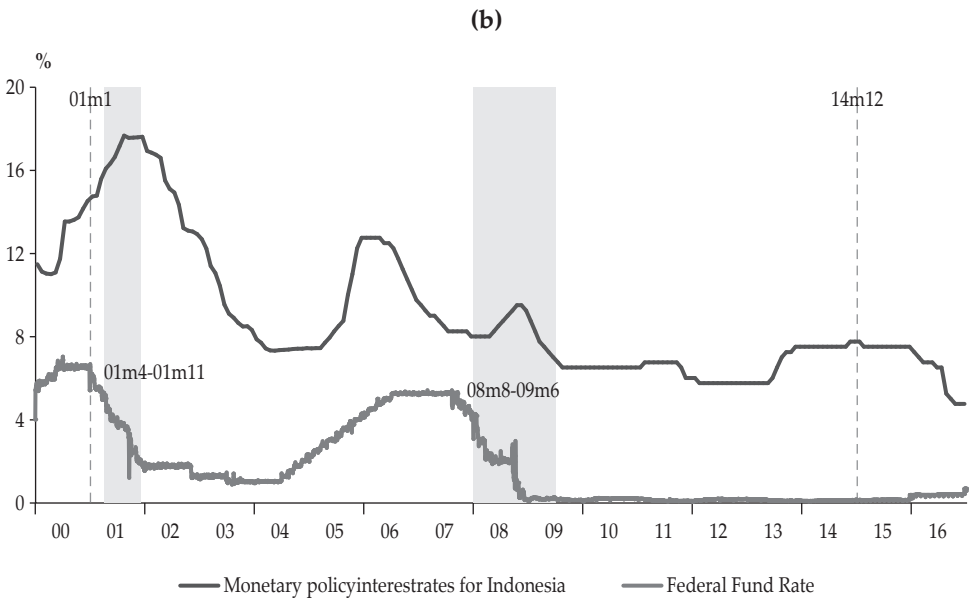 (b)
%
20
01m1
14m12
16
12
8
01m4-01m11
08m8-09m6
4
0
00 01 02 03 04 05 06 07 08 09 10 11 12 13 14 15 16
Monetary policyinterestrates for Indonesia Federal Fund Rate